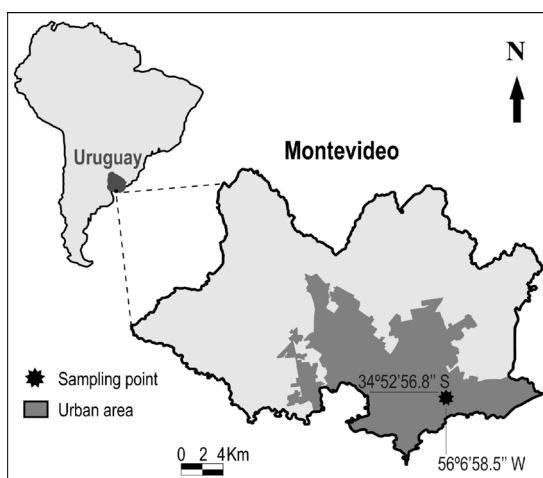 N
Uruguay
Montevideo
34º52’56.8” S
Sampling point
Urban area
0 2 4Km
56º6’58.5” W